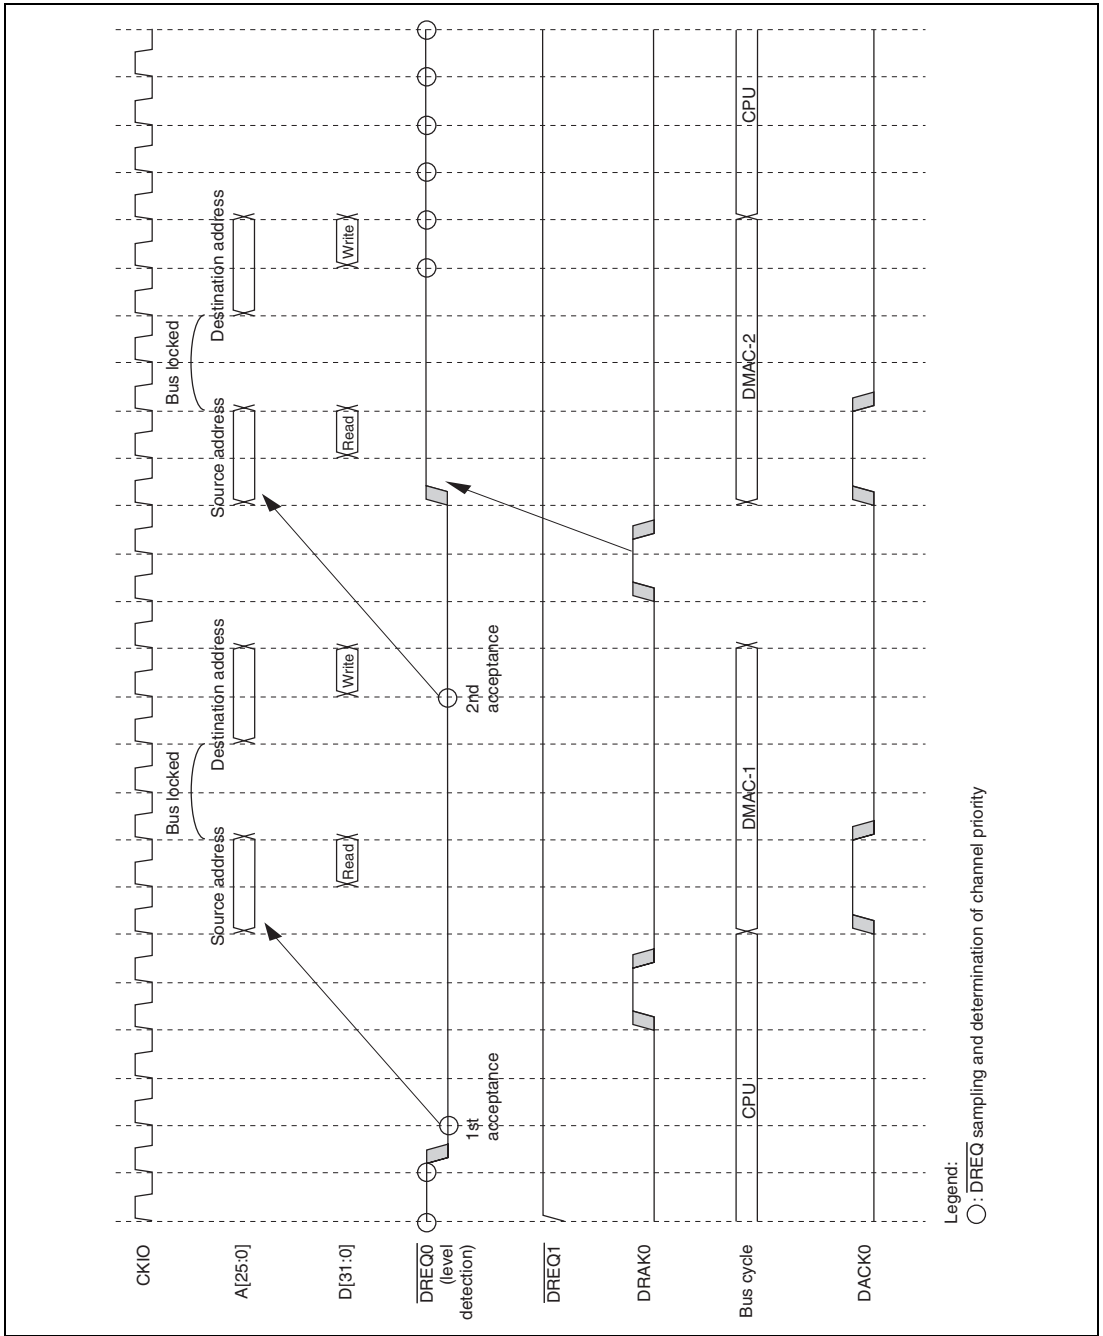 CKIO
Bus locked
Bus locked
Source address
Destination address
Source address
Destination address
A[25:0]
D[31:0]
Read
Write
Read
Write
DREQ0
(level
detection)
1st
acceptance
2nd
acceptance
DREQ1
DRAK0
Bus cycle
CPU
DMAC-1
DMAC-2
CPU
DACK0
Legend:
○: DREQ sampling and determination of channel priority